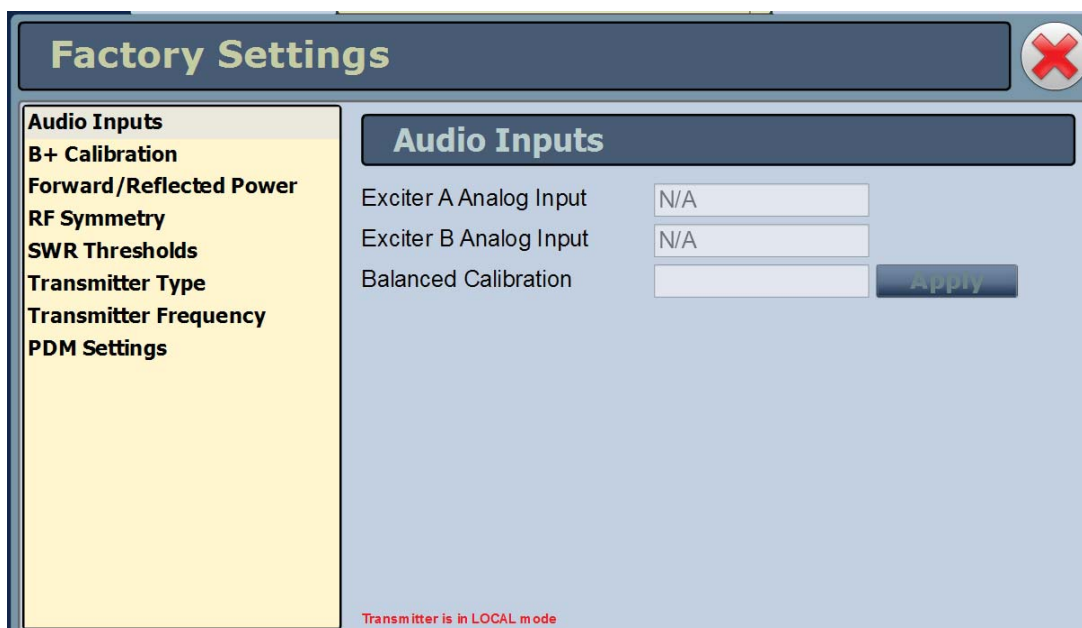 Factory Settings
Audio Inputs
B+ Calibration
Forward/Reflected Power
RF Symmetry
SWR Thresholds
Transmitter Type
Transmitter Frequency
PDM Settings
Audio Inputs
Exciter A Analog Input N/A
Exciter B Analog Input N/A
Balanced Calibration Apply
Transmitter is in LOCAL mode